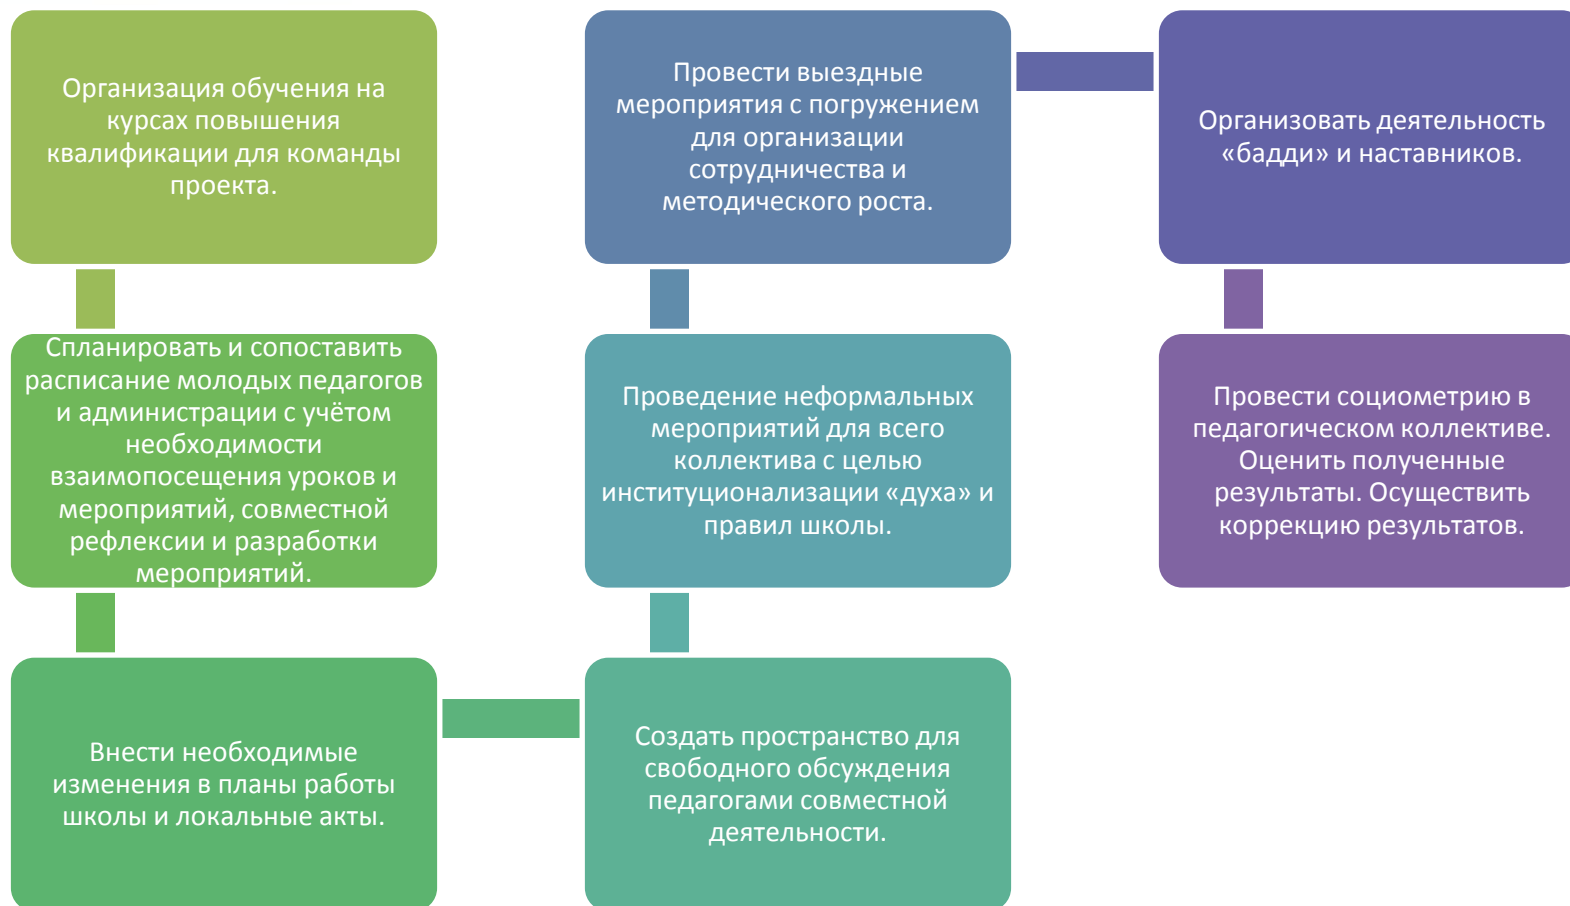 Организация обучения на
курсах повышения
квалификации для команды
проекта.
Спланировать и сопоставить
расписание молодых педагогов
и администрации с учётом
необходимости
взаимопосещения уроков и
мероприятий, совместной
рефлексии и разработки
мероприятий.
Внести необходимые
изменения в планы работы
школы и локальные акты.
Создать пространство для
свободного обсуждения
педагогами совместной
деятельности.
Проведение неформальных
мероприятий для всего
коллектива с целью
институционализации «духа» и
правил школы.
Провести выездные
мероприятия с погружением
для организации
сотрудничества и
методического роста.
Организовать деятельность
«бадди» и наставников.
Провести социометрию в
педагогическом коллективе.
Оценить полученные
результаты. Осуществить
коррекцию результатов.